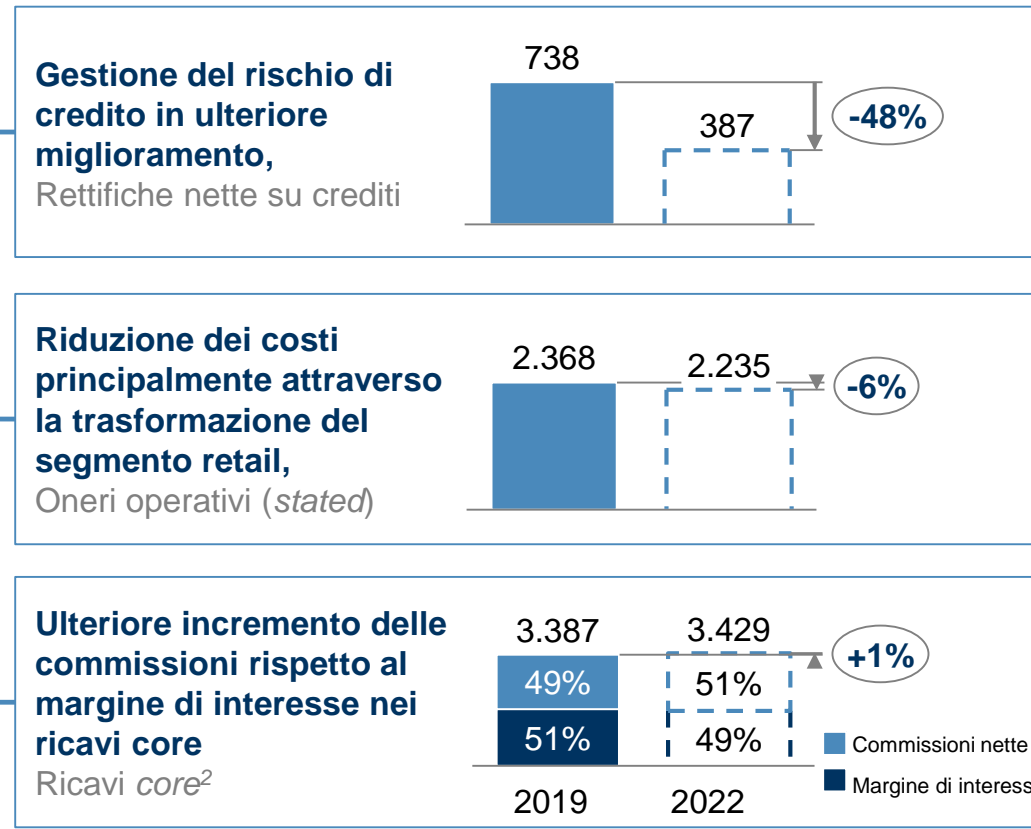 Gestione del rischio di
credito in ulteriore
miglioramento,
Rettifiche nette su crediti
738
387
-48%
Riduzione dei costi
principalmente attraverso
la trasformazione del
segmento retail,
Oneri operativi (stated)
2.368
2.235
-6%
Ulteriore incremento delle
commissioni rispetto al
margine di interesse nei
ricavi core
Ricavi core²
3.387
3.429
+1%
49%
51%
51%
49%
2019
2022
Commissioni nette
Margine di interess